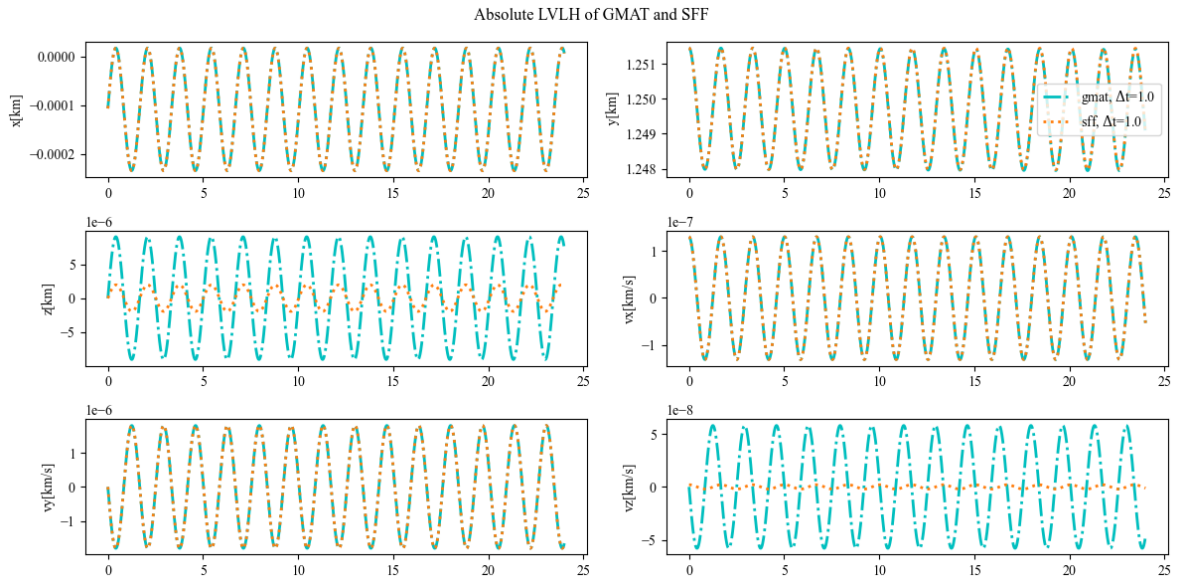 Absolute LVLH of GMAT and SFF
x[km]
0.0000
−0.0001
−0.0002
0 5 10 15 20 25
y[km]
1.251
1.250
1.249
1.248
gmat, Δt=1.0
sff, Δt=1.0
0 5 10 15 20 25
1e−6
z[km]
5
0
−5
0 5 10 15 20 25
1e−7
vx[km/s]
1
0
−1
0 5 10 15 20 25
1e−6
vy[km/s]
1
0
−1
0 5 10 15 20 25
1e−8
vz[km/s]
5
0
−5
0 5 10 15 20 25